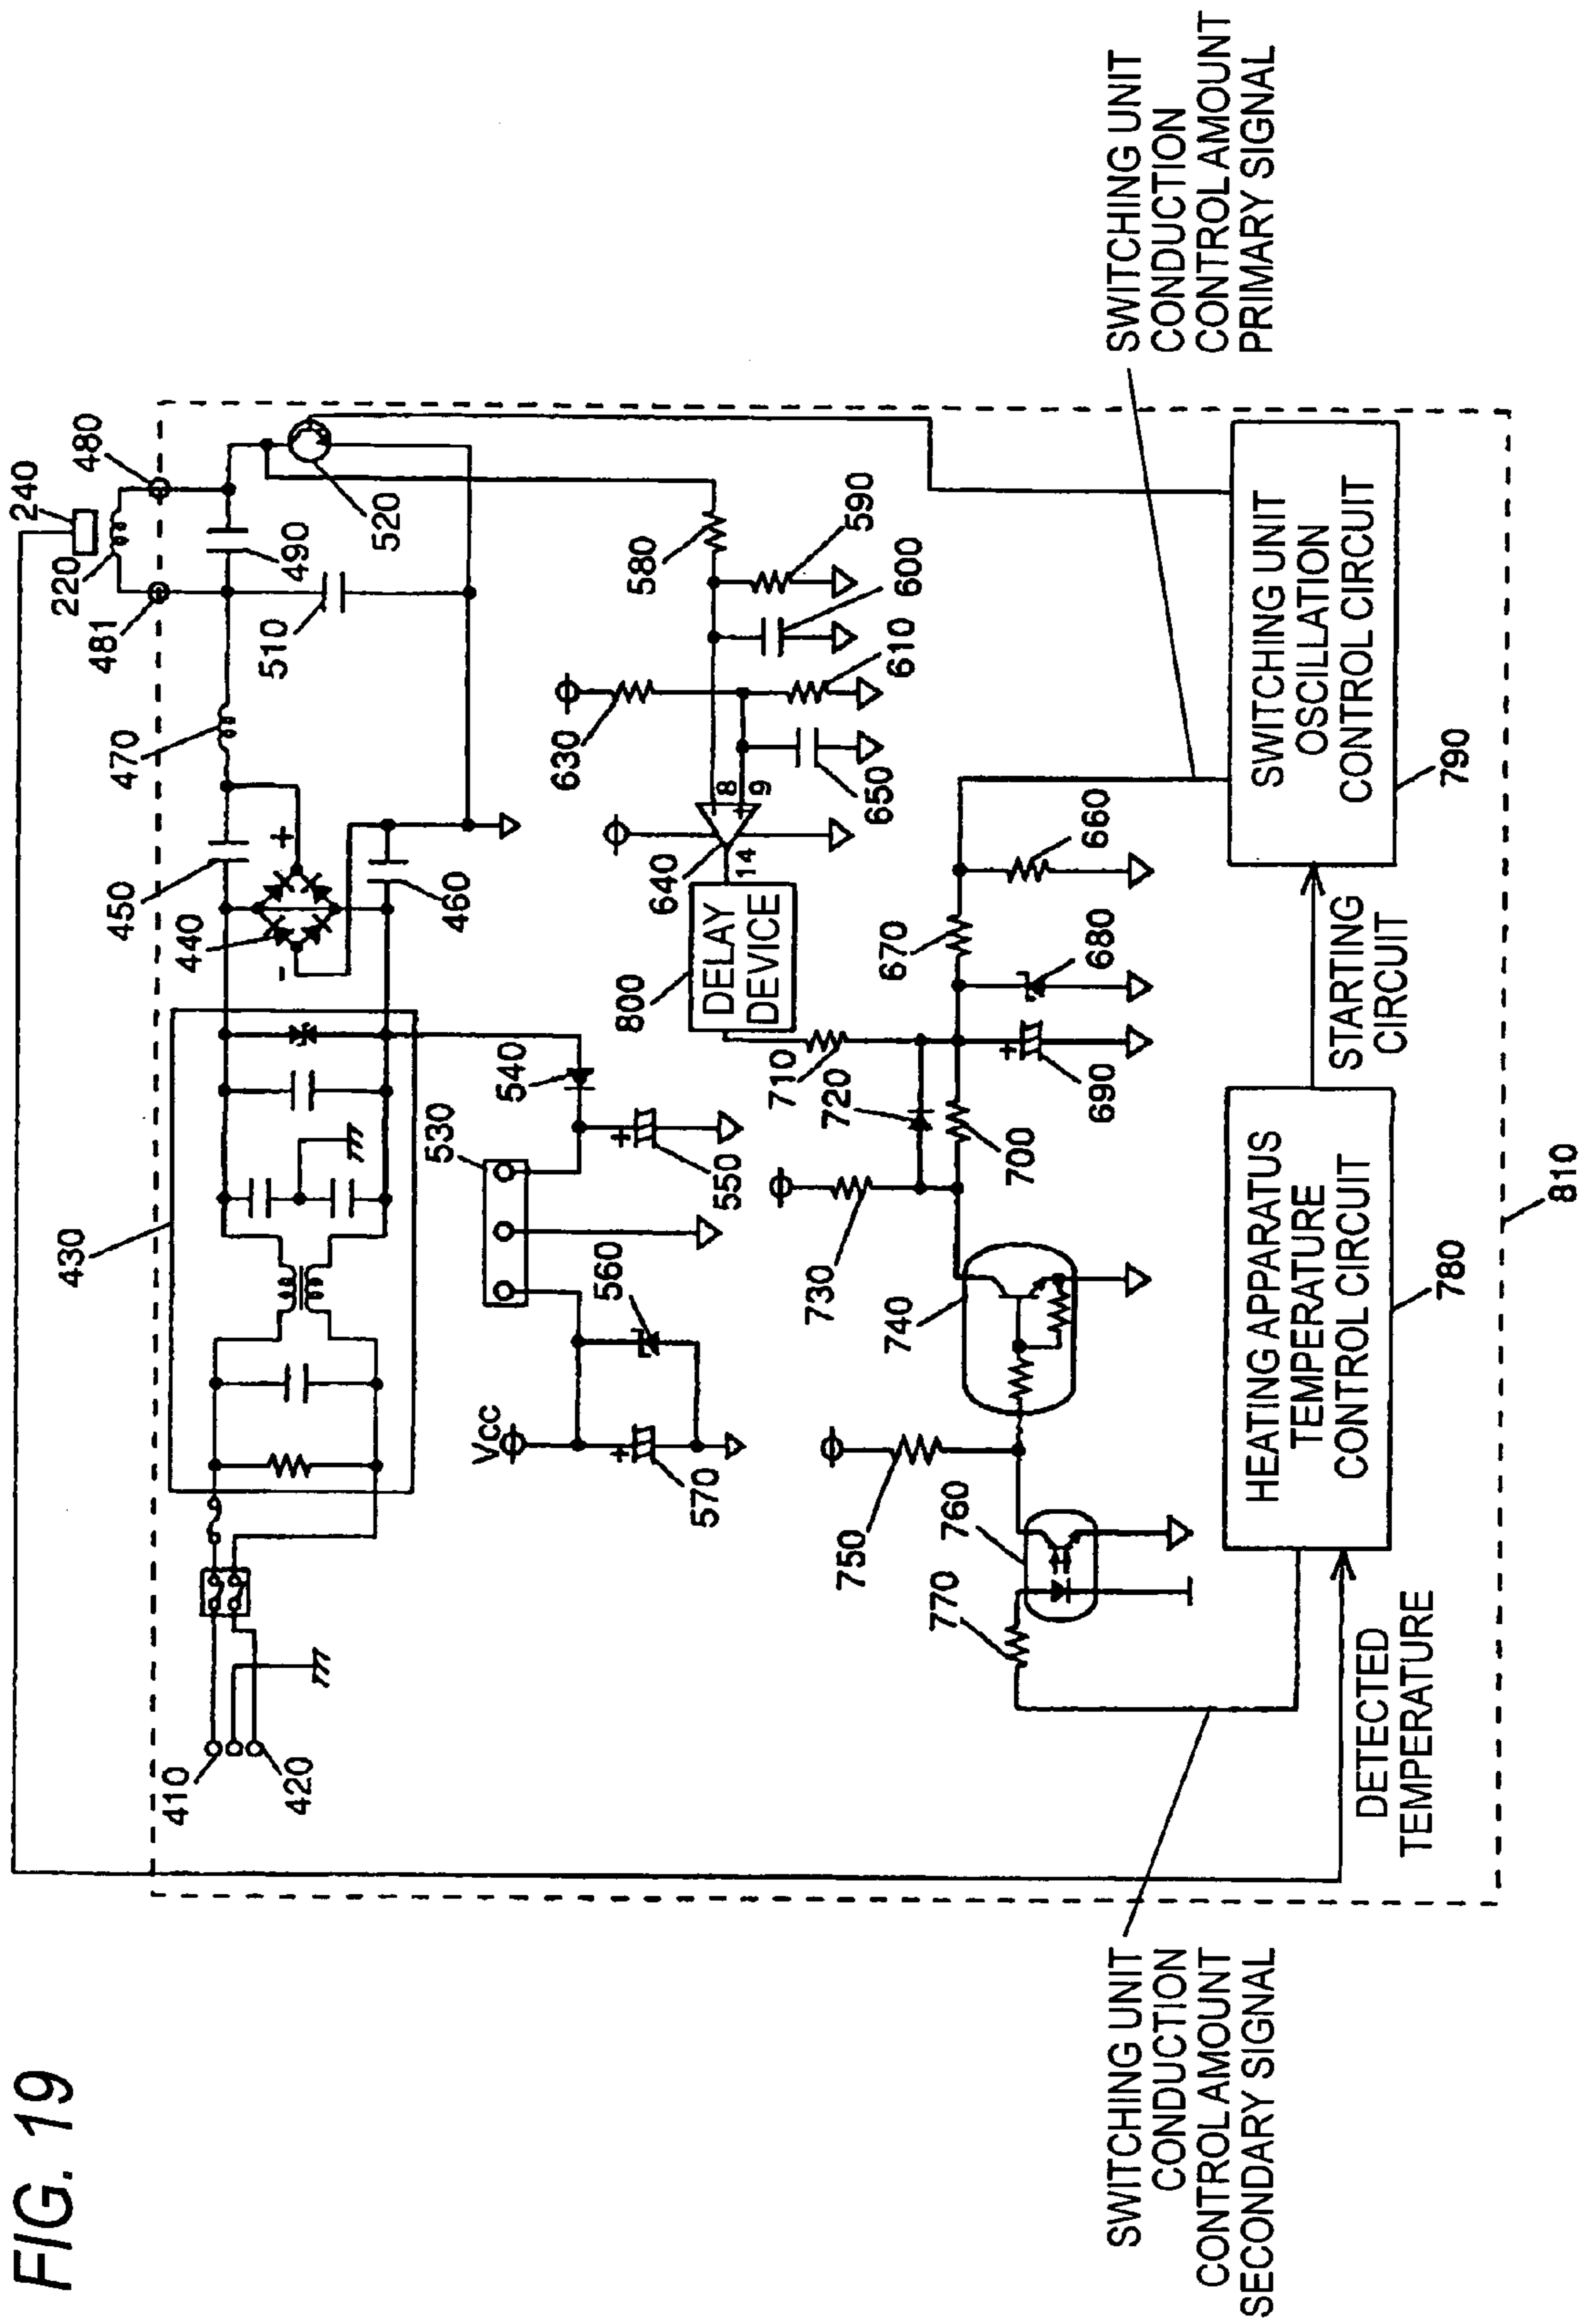 FIG. 19
240
480
220
481
490
510
520
470
450
440
460
+
-
430
410
420
530
540
+
550
560
Vcc
+
570
580
590
600
610
630
650
8
9
640
14
800
DELAY
DEVICE
710
720
730
700
+
690
680
670
660
740
750
760
770
SWITCHING UNIT
CONDUCTION
CONTROL AMOUNT
PRIMARY SIGNAL
SWITCHING UNIT
OSCILLATION
CONTROL CIRCUIT
790
STARTING
CIRCUIT
HEATING APPARATUS
TEMPERATURE
CONTROL CIRCUIT
780
810
DETECTED
TEMPERATURE
SWITCHING UNIT
CONDUCTION
CONTROL AMOUNT
SECONDARY SIGNAL